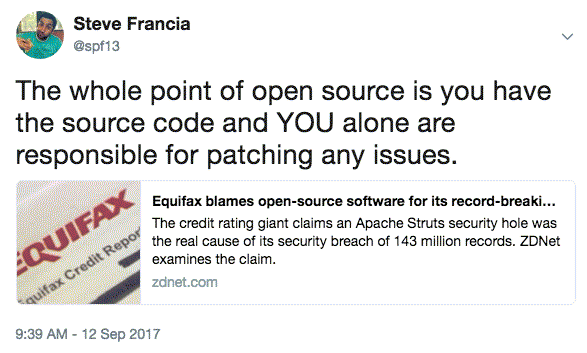 Steve Francia
@spf13
The whole point of open source is you have
the source code and YOU alone are
responsible for patching any issues.
EQUIFAX
quifax Credit Repor
Equifax blames open-source software for its record-breaki...
The credit rating giant claims an Apache Struts security hole was
the real cause of its security breach of 143 million records. ZDNet
examines the claim.
zdnet.com
9:39 AM - 12 Sep 2017